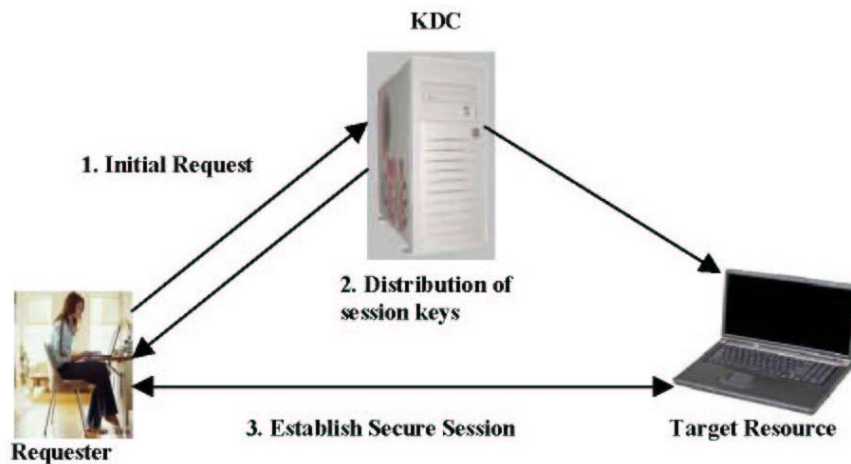 KDC
1. Initial Request
2. Distribution of
session keys
3. Establish Secure Session
Requester
Target Resource